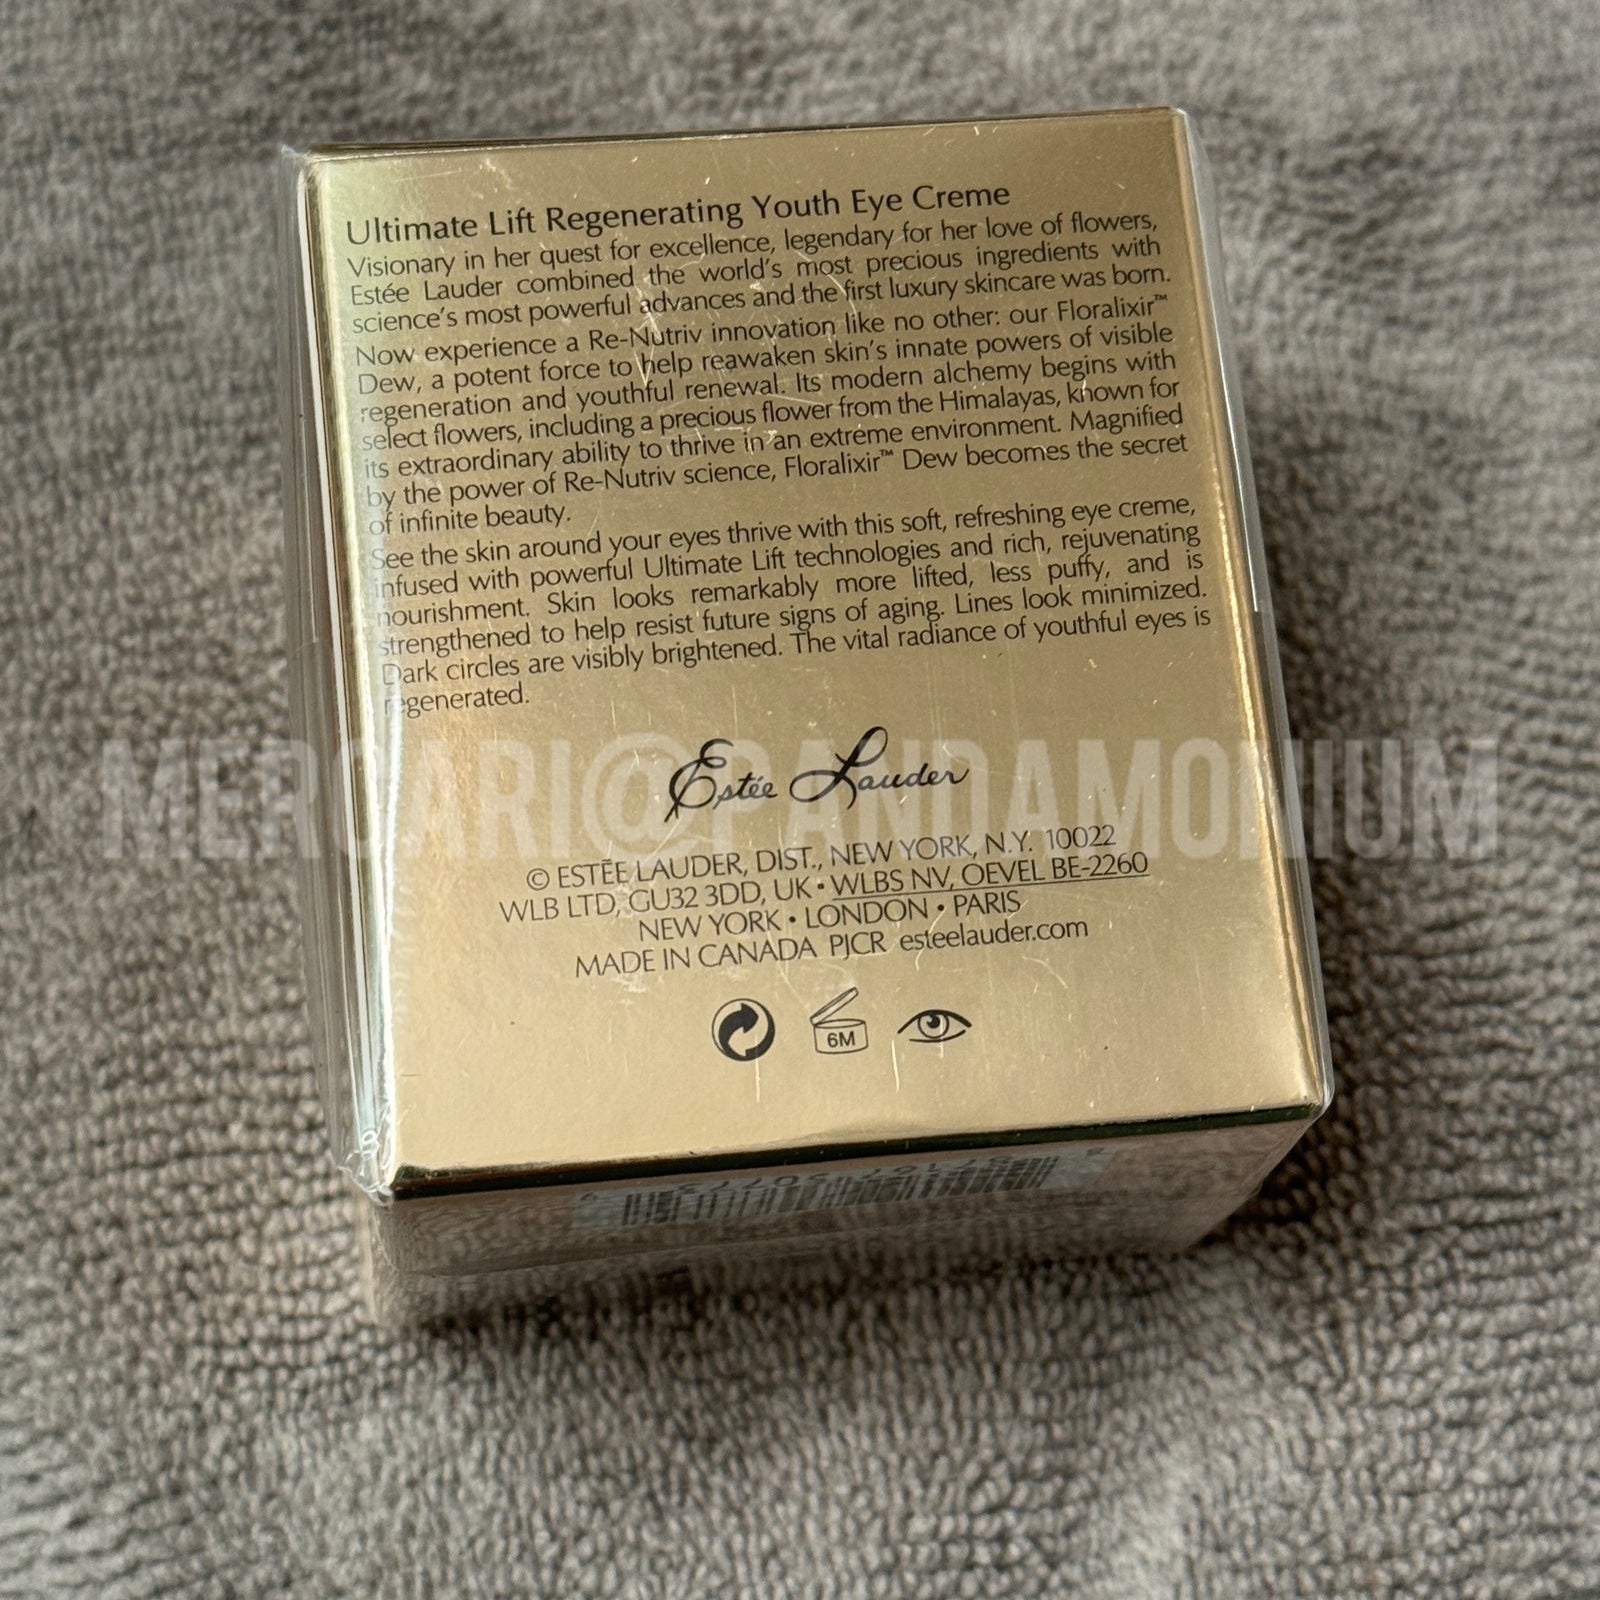 Ultimate Lift Regenerating Youth Eye Creme
Visionary in her quest for excellence, legendary for her love of flowers,
Estée Lauder combined the world's most precious ingredients with
science's most powerful advances and the first luxury skincare was born.
Now experience a Re-Nutriv innovation like no other: our Floralixir™
Dew, a potent force to help reawaken skin's innate powers of visible
regeneration and youthful renewal. Its modern alchemy begins with
select flowers, including a precious flower from the Himalayas, known for
its extraordinary ability to thrive in an extreme environment. Magnified
by the power of Re-Nutriv science, Floralixir™ Dew becomes the secret
of infinite beauty.
See the skin around your eyes thrive with this soft, refreshing eye creme,
infused with powerful Ultimate Lift technologies and rich, rejuvenating
nourishment. Skin looks remarkably more lifted, less puffy, and is
strengthened to help resist future signs of aging. Lines look minimized.
Dark circles are visibly brightened. The vital radiance of youthful eyes is
regenerated.
Estée Lauder
MERCARI@PANDAMONIUM
© ESTĒE LAUDER, DIST., NEW YORK, N.Y. 10022
WLB LTD, GU32 3DD, UK • WLBS NV, OEVEL BE-2260
NEW YORK • LONDON • PARIS
MADE IN CANADA PJCR esteelauder.com
6M